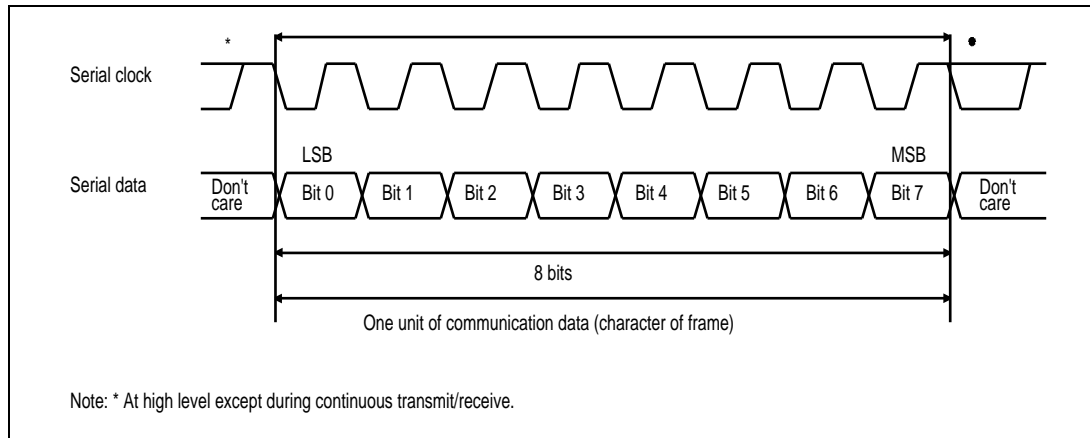 *
Serial clock
LSB
MSB
Serial data
Don't
care
Bit 0
Bit 1
Bit 2
Bit 3
Bit 4
Bit 5
Bit 6
Bit 7
Don't
care
8 bits
One unit of communication data (character of frame)
Note: * At high level except during continuous transmit/receive.